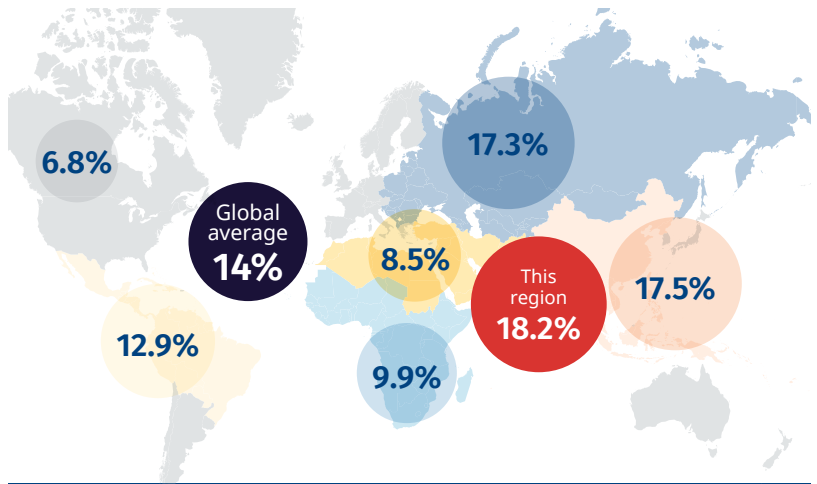 6.8%
17.3%
Global
average
14%
8.5%
This
region
18.2%
17.5%
12.9%
9.9%